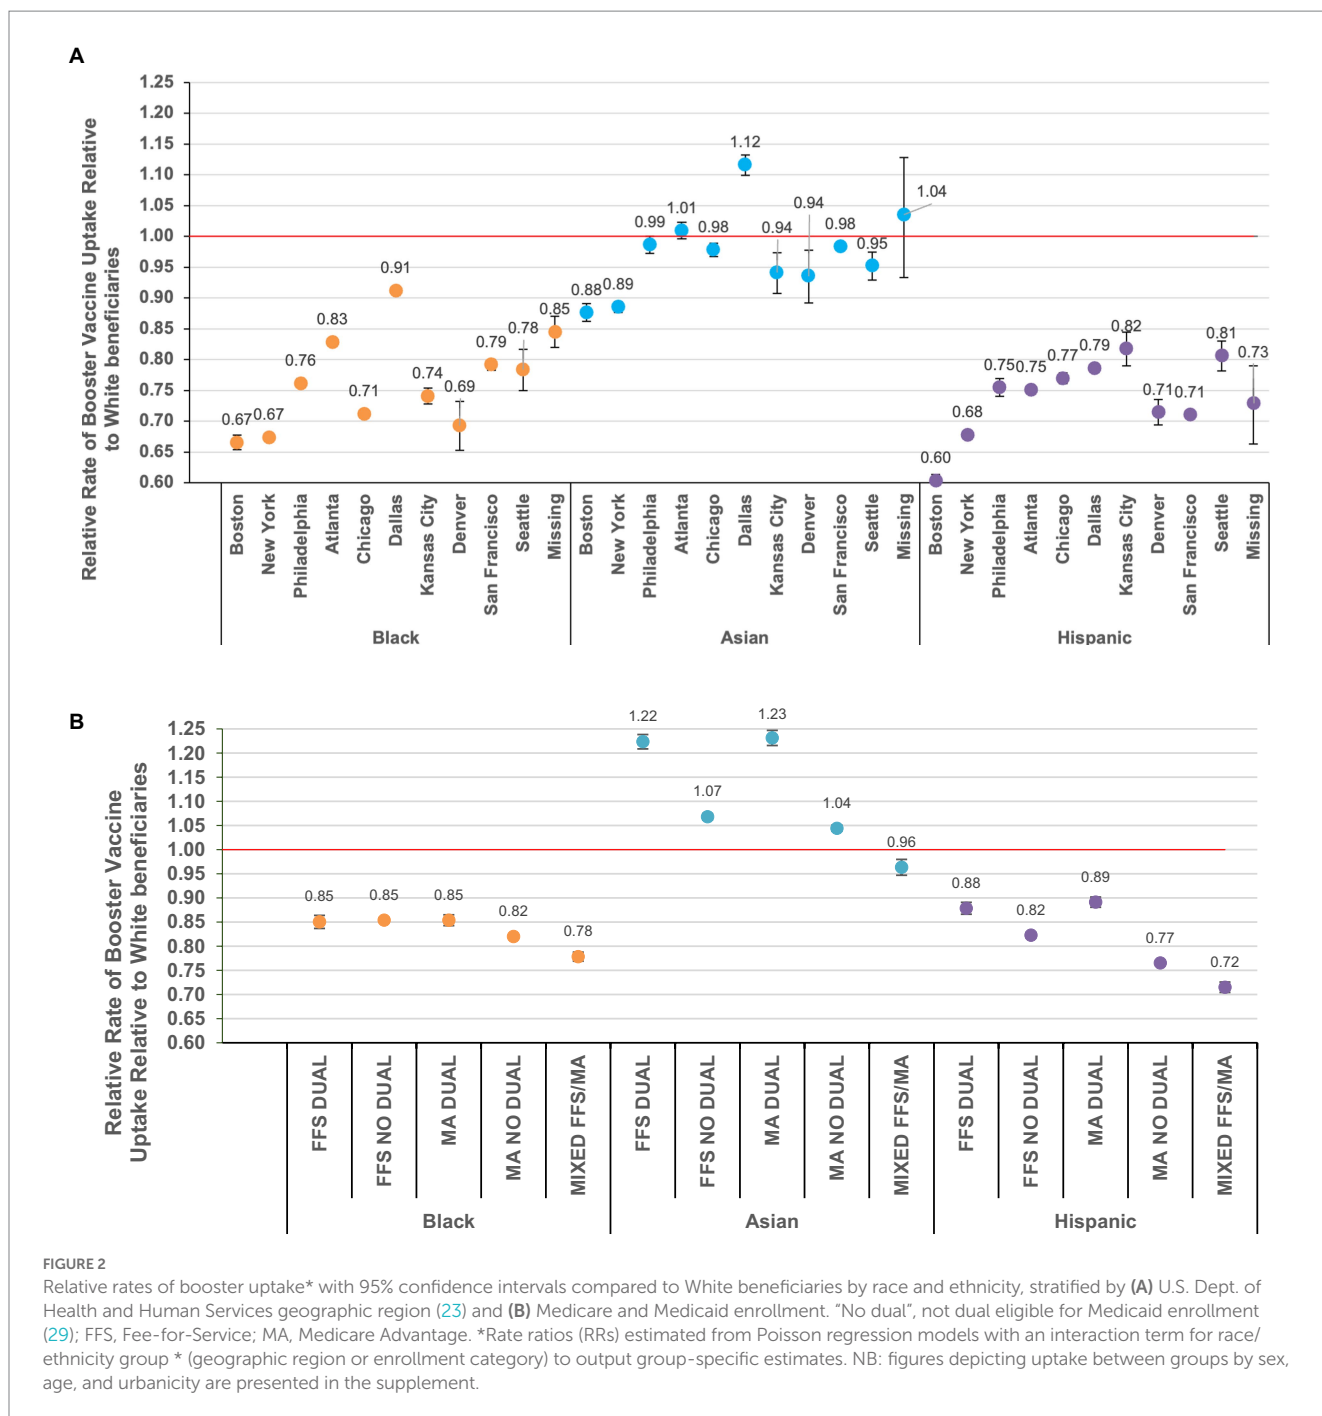 A
Relative Rate of Booster Vaccine Uptake Relative
to White beneficiaries
1.25
1.20
1.15
1.10
1.05
1.00
0.95
0.90
0.85
0.80
0.75
0.70
0.65
0.60
0.67
0.67
0.76
0.83
0.71
0.91
0.74
0.69
0.79
0.78
0.85
0.88
0.89
0.99
1.01
0.98
1.12
0.94
0.94
0.98
0.95
1.04
0.60
0.68
0.75
0.75
0.77
0.79
0.82
0.71
0.71
0.81
0.73
Boston
New York
Philadelphia
Atlanta
Chicago
Dallas
Kansas City
Denver
San Francisco
Seattle
Missing
Boston
New York
Philadelphia
Atlanta
Chicago
Dallas
Kansas City
Denver
San Francisco
Seattle
Missing
Boston
New York
Philadelphia
Atlanta
Chicago
Dallas
Kansas City
Denver
San Francisco
Seattle
Missing
Black
Asian
Hispanic
B
Relative Rate of Booster Vaccine
Uptake Relative to White beneficiaries
1.25
1.20
1.15
1.10
1.05
1.00
0.95
0.90
0.85
0.80
0.75
0.70
0.65
0.60
0.85
0.85
0.85
0.82
0.78
1.22
1.07
1.23
1.04
0.96
0.88
0.82
0.89
0.77
0.72
FFS DUAL
FFS NO DUAL
MA DUAL
MA NO DUAL
MIXED FFS/MA
FFS DUAL
FFS NO DUAL
MA DUAL
MA NO DUAL
MIXED FFS/MA
FFS DUAL
FFS NO DUAL
MA DUAL
MA NO DUAL
MIXED FFS/MA
Black
Asian
Hispanic
FIGURE 2
Relative rates of booster uptake* with 95% confidence intervals compared to White beneficiaries by race and ethnicity, stratified by (A) U.S. Dept. of
Health and Human Services geographic region (23) and (B) Medicare and Medicaid enrollment. “No dual”, not dual eligible for Medicaid enrollment
(29); FFS, Fee-for-Service; MA, Medicare Advantage. *Rate ratios (RRs) estimated from Poisson regression models with an interaction term for race/
ethnicity group * (geographic region or enrollment category) to output group-specific estimates. NB: figures depicting uptake between groups by sex,
age, and urbanicity are presented in the supplement.